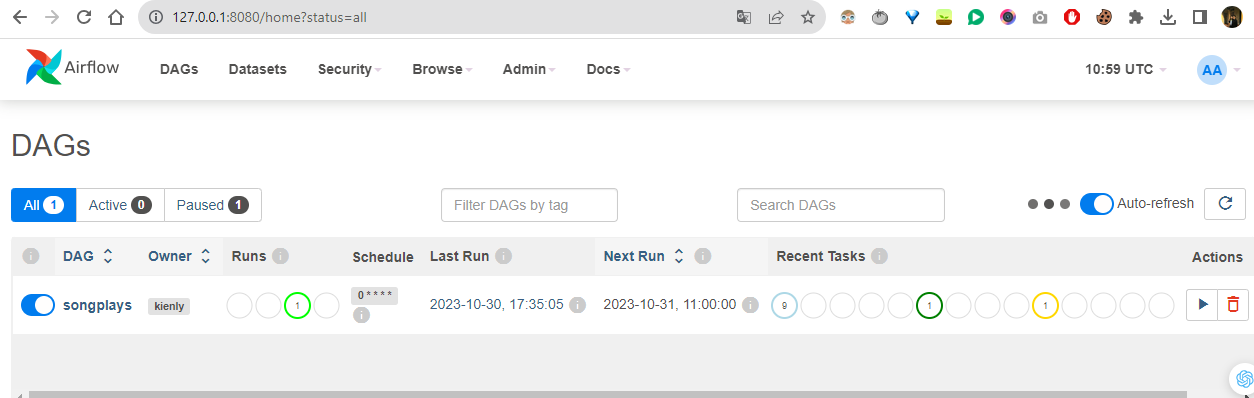 127.0.0.1:8080/home?status=all
Airflow DAGs Datasets Security Browse Admin Docs 10:59 UTC AA
DAGs
All 1 Active 0 Paused 1 Filter DAGs by tag Search DAGs Auto-refresh
DAG Owner Runs Schedule Last Run Next Run Recent Tasks Actions
songplays kienly 1 0 * * * * 2023-10-30, 17:35:05 2023-10-31, 11:00:00 9 1 1